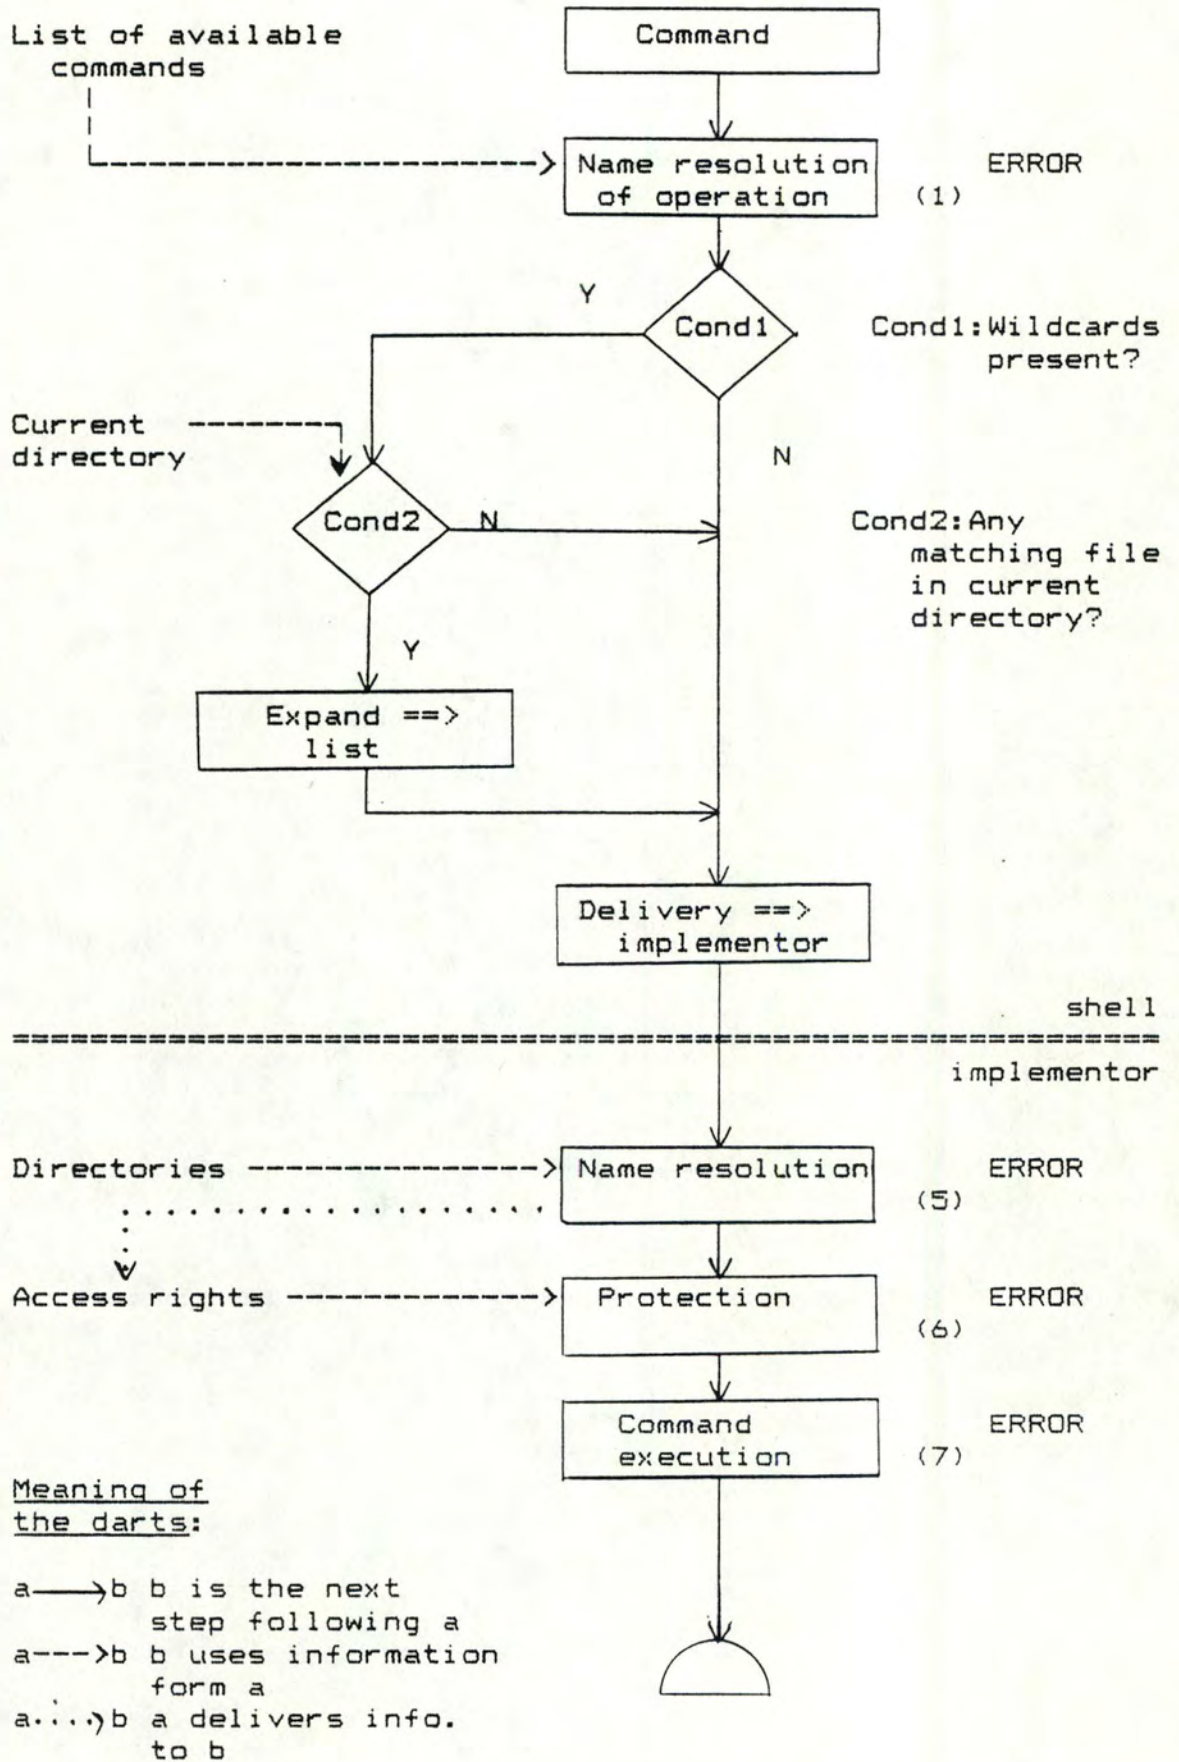 List of available
commands
Command
Name resolution
of operation
ERROR
(1)
Y
Cond1
Cond1:Wildcards
present?
Current
directory
N
Cond2
N
Cond2:Any
matching file
in current
directory?
Y
Expand ==>
list
Delivery ==>
implementor
shell
implementor
Directories
Name resolution
ERROR
(5)
Access rights
Protection
ERROR
(6)
Command
execution
ERROR
(7)
Meaning of
the darts:
a——>b b is the next
step following a
a--->b b uses information
form a
a....>b a delivers info.
to b